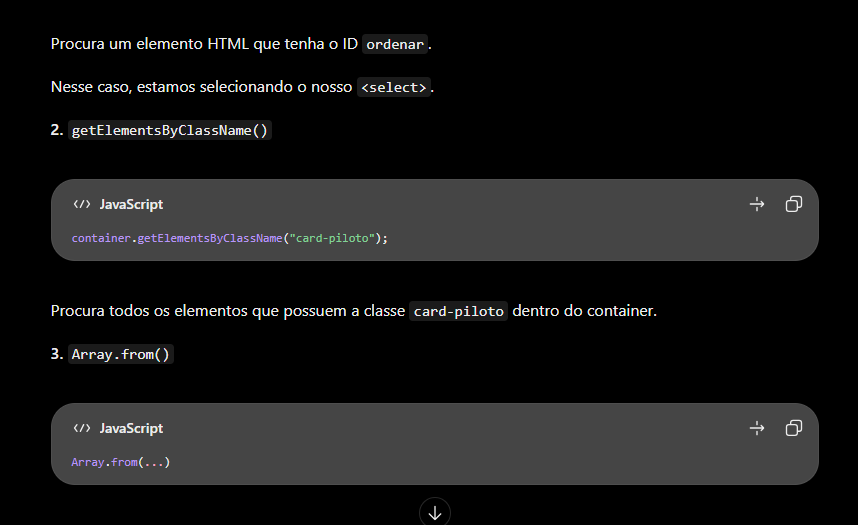 Procura um elemento HTML que tenha o ID ordenar.
Nesse caso, estamos selecionando o nosso <select>.
2. getElementsByClassName()
</> JavaScript
container.getElementsByClassName("card-piloto");
Procura todos os elementos que possuem a classe card-piloto dentro do container.
3. Array.from()
</> JavaScript
Array.from(...)